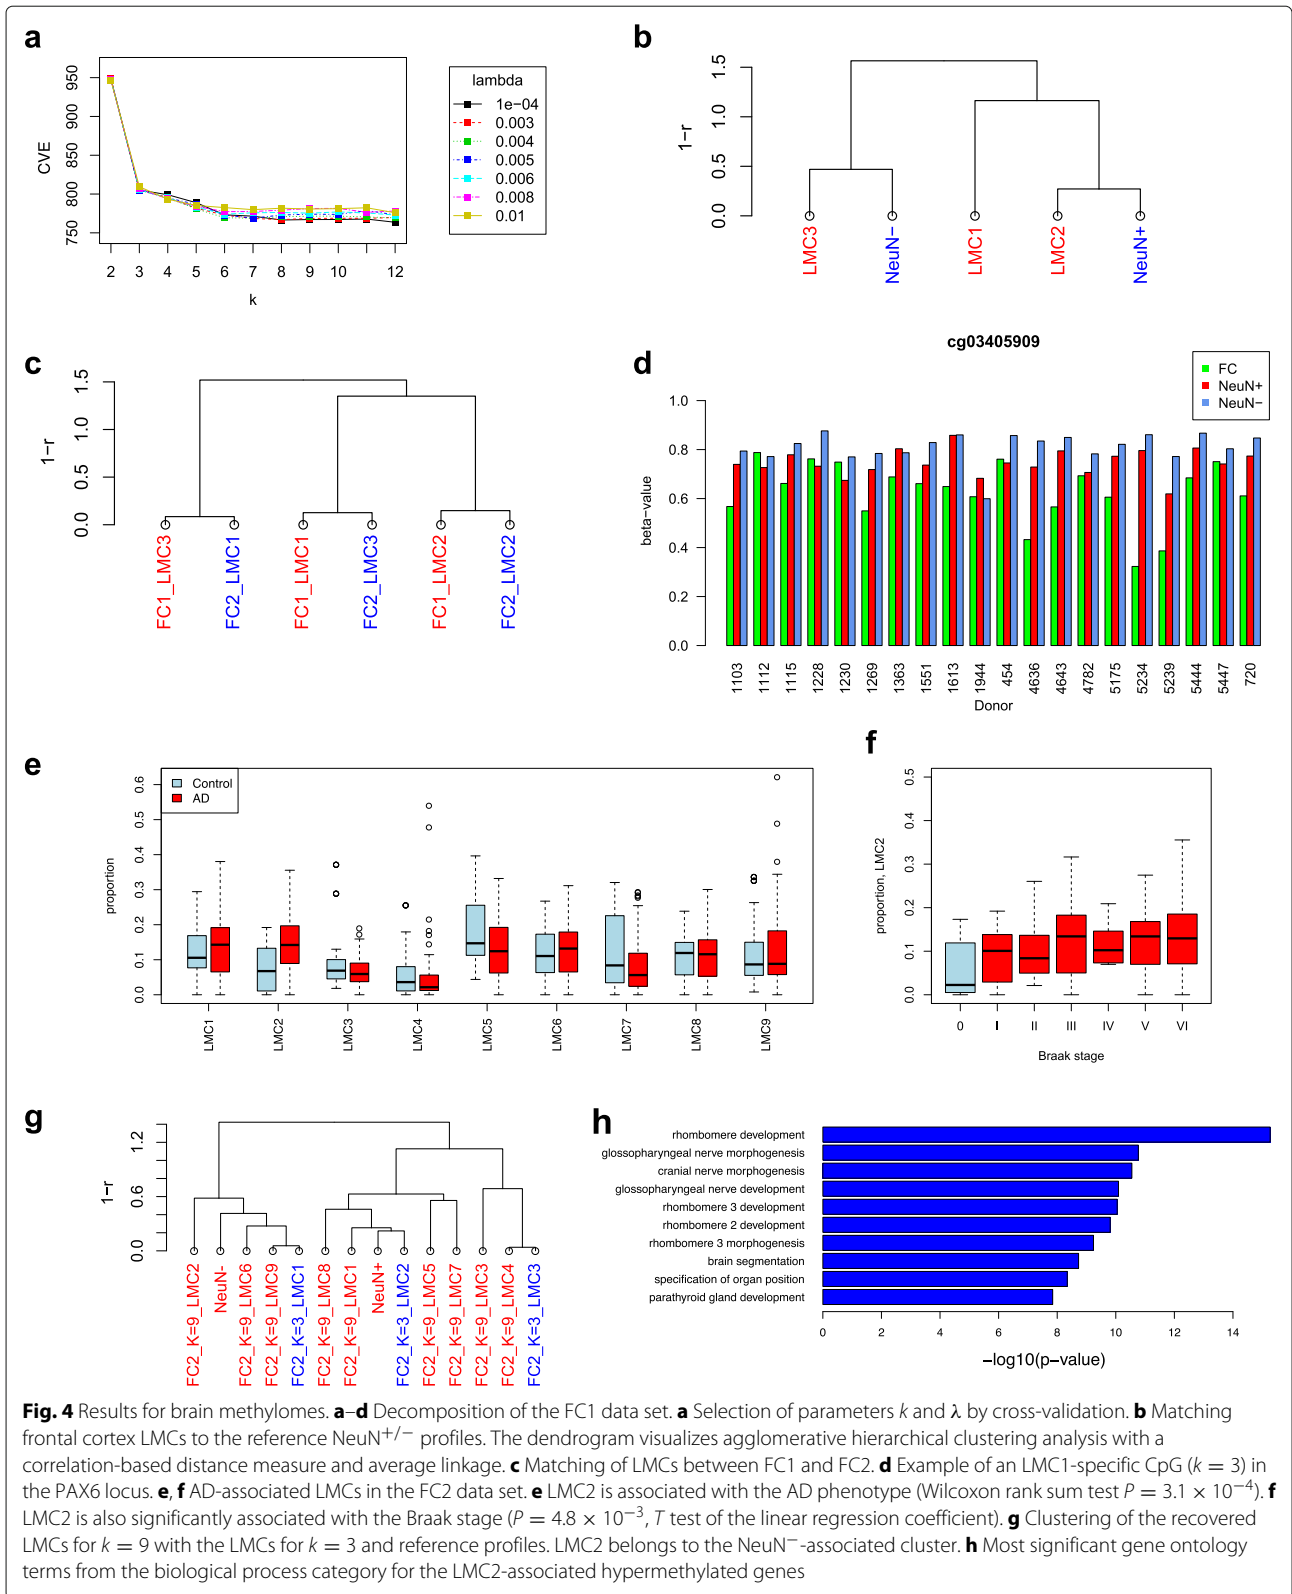 a
950
900
850
800
750
CVE
2 3 4 5 6 7 8 9 10 12
k
lambda
1e−04
0.003
0.004
0.005
0.006
0.008
0.01
b
1.5
1.0
0.5
0.0
1−r
LMC3
NeuN−
LMC1
LMC2
NeuN+
c
1.5
1.0
0.5
0.0
1−r
FC1_LMC3
FC2_LMC1
FC1_LMC1
FC2_LMC3
FC1_LMC2
FC2_LMC2
d
cg03405909
FC
NeuN+
NeuN−
1.0
0.8
0.6
0.4
0.2
0.0
beta−value
1103
1112
1115
1228
1230
1269
1363
1551
1613
1944
454
4636
4643
4782
5175
5234
5239
5444
5447
720
Donor
e
Control
AD
0.6
0.5
0.4
0.3
0.2
0.1
0.0
proportion
LMC1
LMC2
LMC3
LMC4
LMC5
LMC6
LMC7
LMC8
LMC9
f
0.5
0.4
0.3
0.2
0.1
0.0
proportion, LMC2
0 I II III IV V VI
Braak stage
g
1.2
0.6
0.0
1−r
FC2_K=9_LMC2
NeuN−
FC2_K=9_LMC6
FC2_K=9_LMC9
FC2_K=3_LMC1
FC2_K=9_LMC8
FC2_K=9_LMC1
NeuN+
FC2_K=3_LMC2
FC2_K=9_LMC5
FC2_K=9_LMC7
FC2_K=9_LMC3
FC2_K=9_LMC4
FC2_K=3_LMC3
h
rhombomere development
glossopharyngeal nerve morphogenesis
cranial nerve morphogenesis
glossopharyngeal nerve development
rhombomere 3 development
rhombomere 2 development
rhombomere 3 morphogenesis
brain segmentation
specification of organ position
parathyroid gland development
0 2 4 6 8 10 12 14
−log10(p−value)
Fig. 4 Results for brain methylomes. a–d Decomposition of the FC1 data set. a Selection of parameters k and λ by cross-validation. b Matching
frontal cortex LMCs to the reference NeuN+/− profiles. The dendrogram visualizes agglomerative hierarchical clustering analysis with a
correlation-based distance measure and average linkage. c Matching of LMCs between FC1 and FC2. d Example of an LMC1-specific CpG (k = 3) in
the PAX6 locus. e, f AD-associated LMCs in the FC2 data set. e LMC2 is associated with the AD phenotype (Wilcoxon rank sum test P = 3.1 × 10−4). f
LMC2 is also significantly associated with the Braak stage (P = 4.8 × 10−3, T test of the linear regression coefficient). g Clustering of the recovered
LMCs for k = 9 with the LMCs for k = 3 and reference profiles. LMC2 belongs to the NeuN−-associated cluster. h Most significant gene ontology
terms from the biological process category for the LMC2-associated hypermethylated genes